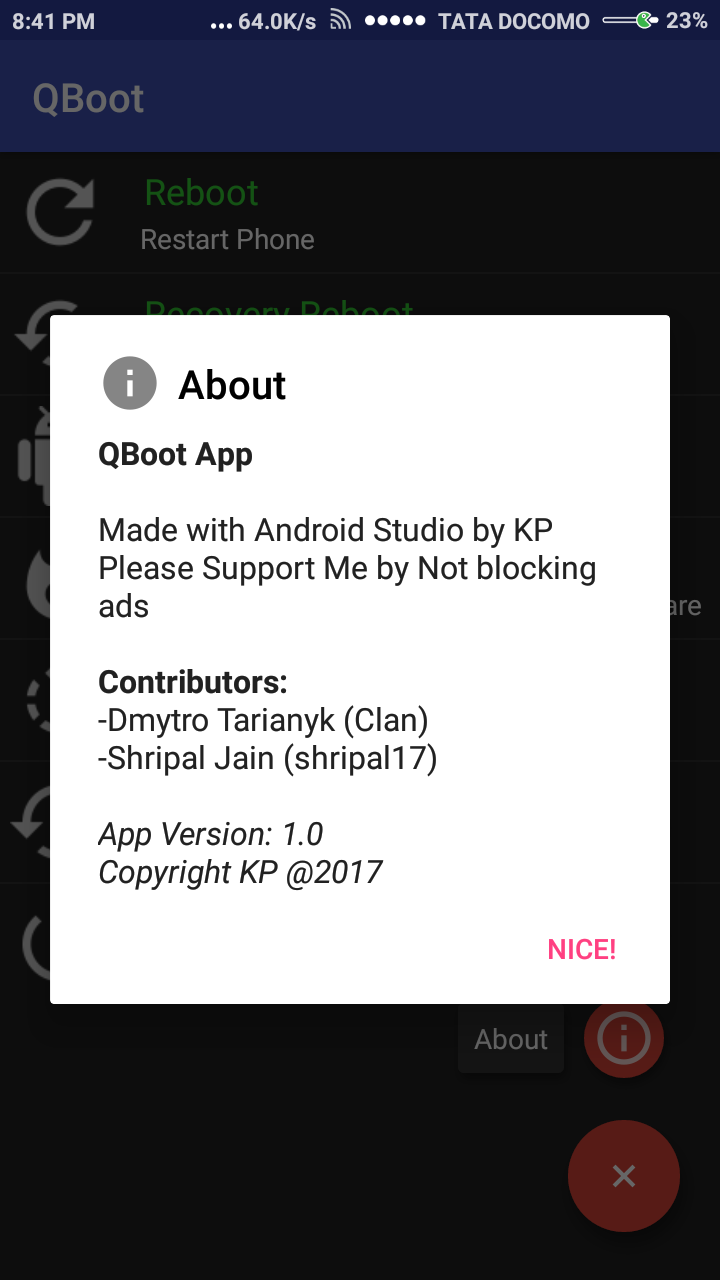 8:41 PM ... 64.0K/s TATA DOCOMO 23%
QBoot
Reboot
Restart Phone
Recovery Reboot
About
QBoot App
Made with Android Studio by KP
Please Support Me by Not blocking
ads
are
Contributors:
-Dmytro Tarianyk (Clan)
-Shripal Jain (shripal17)
App Version: 1.0
Copyright KP @2017
NICE!
About